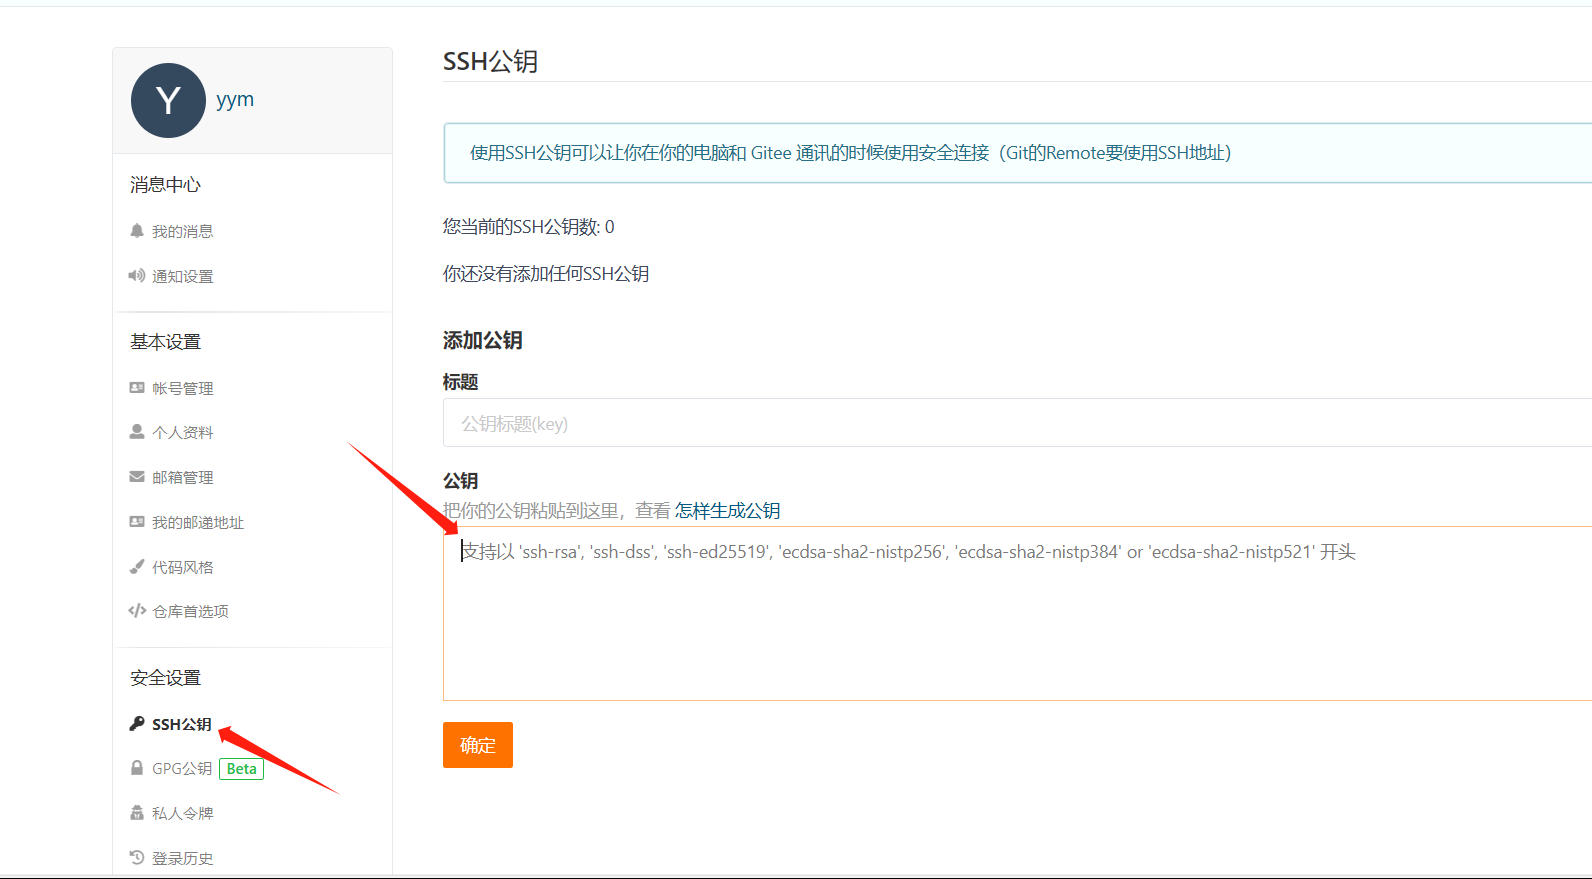 Y
yym
消息中心
我的消息
通知设置
基本设置
帐号管理
个人资料
邮箱管理
我的邮递地址
代码风格
仓库首选项
安全设置
SSH公钥
GPG公钥 Beta
私人令牌
登录历史
SSH公钥
使用SSH公钥可以让你在你的电脑和 Gitee 通讯的时候使用安全连接（Git的Remote要使用SSH地址）
您当前的SSH公钥数: 0
你还没有添加任何SSH公钥
添加公钥
标题
公钥标题(key)
公钥
把你的公钥粘贴到这里，查看 怎样生成公钥
支持以 'ssh-rsa', 'ssh-dss', 'ssh-ed25519', 'ecdsa-sha2-nistp256', 'ecdsa-sha2-nistp384' or 'ecdsa-sha2-nistp521' 开头
确定